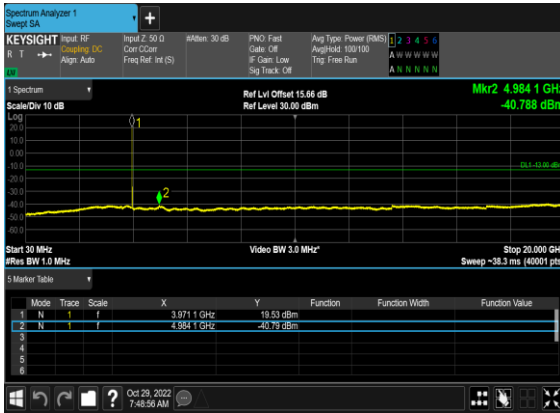 Spectrum Analyzer 1
Swept SA
KEYSIGHT Input: RF Input Z: 50 Ω #Atten: 30 dB PNO: Fast Avg Type: Power (RMS) 1 2 3 4 5 6
R T Coupling: DC Corr CCorr Gate: Off Avg|Hold: 100/100 A W W W W W
Align: Auto Freq Ref: Int (S) IF Gain: Low Trig: Free Run
Sig Track: Off A N N N N N
1 Spectrum Ref Lvl Offset 15.66 dB Mkr2 4.984 1 GHz
Scale/Div 10 dB Ref Level 30.00 dBm -40.788 dBm
Log
20.0 1
10.0
0.00
-10.0 DL1 -13.00 dBm
-20.0
-30.0 2
-40.0
-50.0
-60.0
Start 30 MHz Video BW 3.0 MHz* Stop 20.000 GH
#Res BW 1.0 MHz Sweep ~38.3 ms (40001 pts
5 Marker Table
Mode Trace Scale X Y Function Function Width Function Value
1 N 1 f 3.971 1 GHz 19.53 dBm
2 N 1 f 4.984 1 GHz -40.79 dBm
3
4
5
6
? Oct 29, 2022
7:48:56 AM